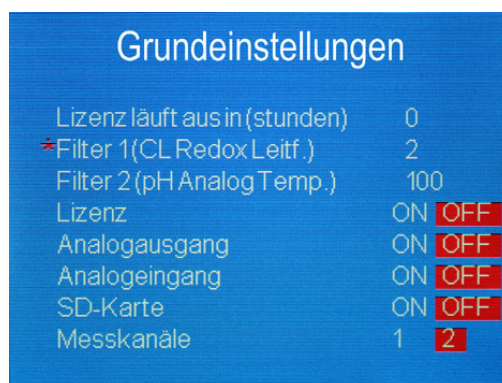 Grundeinstellungen
Lizenz läuft aus in (stunden) 0
*Filter 1 (CL Redox Leitf.) 2
Filter 2 (pH Analog Temp.) 100
Lizenz ON OFF
Analogausgang ON OFF
Analogeingang ON OFF
SD-Karte ON OFF
Messkanäle 1 2